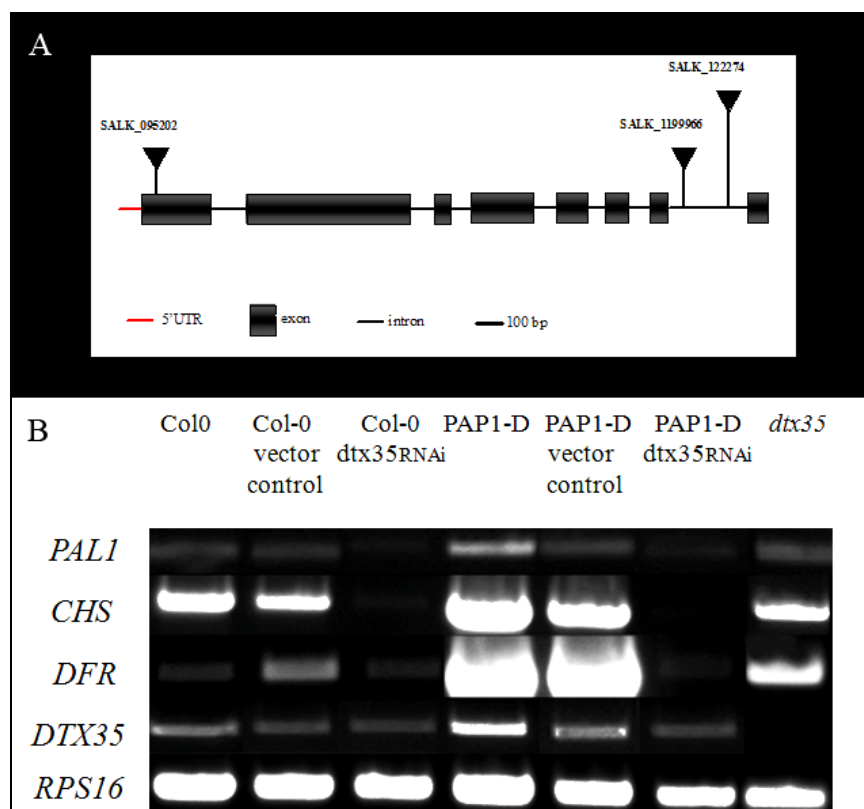 A
SALK_122274
SALK_095202
SALK_1199966
5'UTR
exon
intron
100 bp
B
Col0
Col-0
vector
control
Col-0
dtx35RNAi
PAP1-D
PAP1-D
vector
control
PAP1-D
dtx35RNAi
dtx35
PAL1
CHS
DFR
DTX35
RPS16